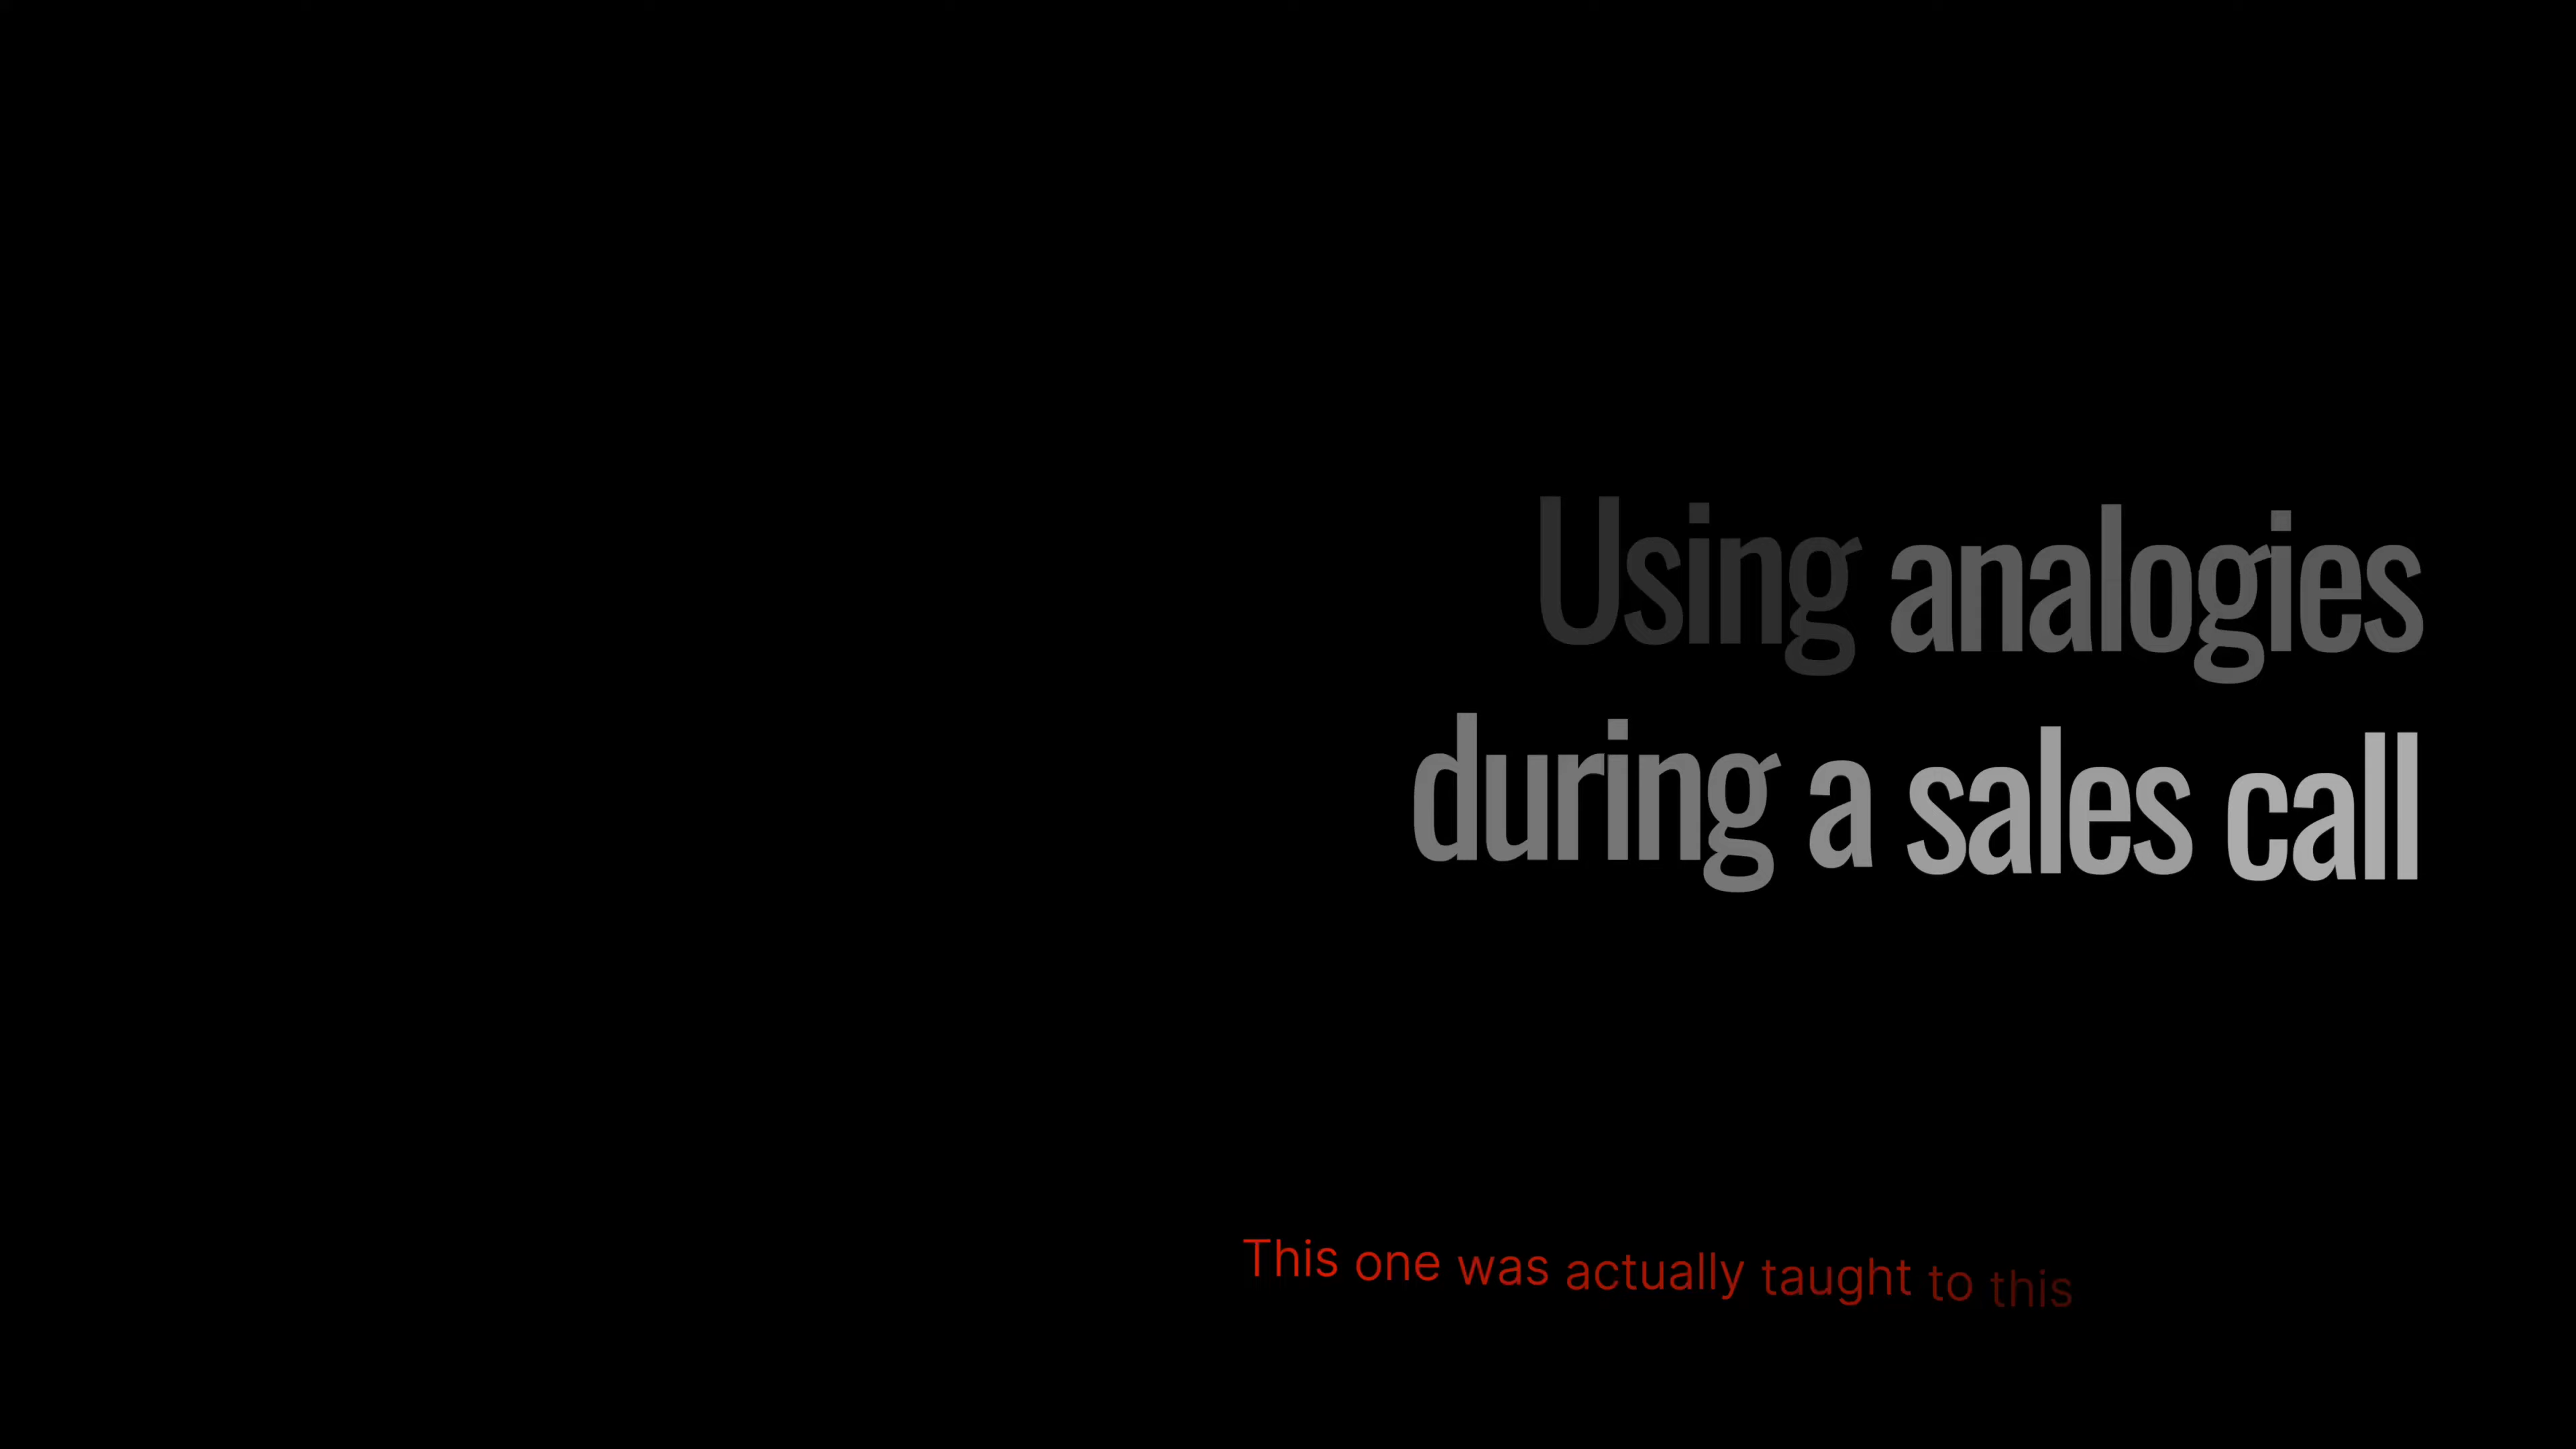 Using analogies
during a sales call
This one was actually taught to this